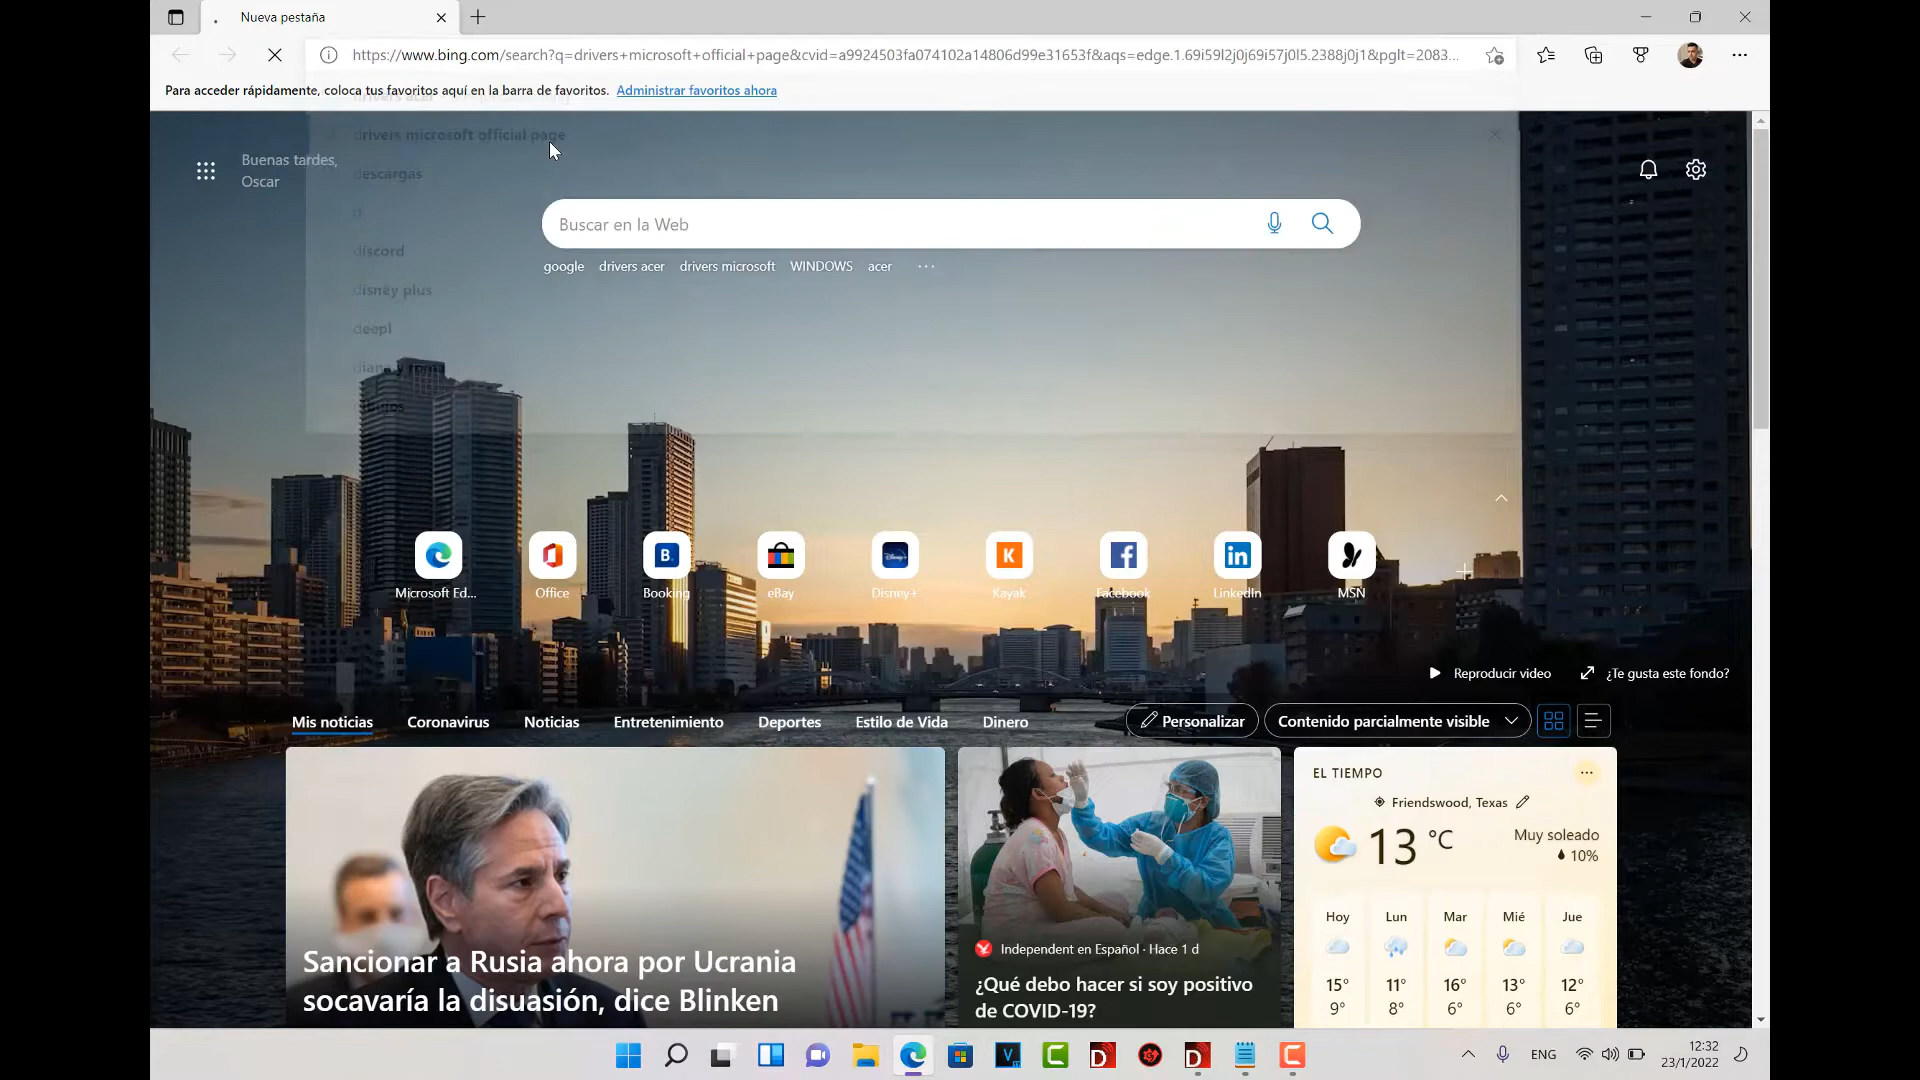 Nueva pestaña
https://www.bing.com/search?q=drivers+microsoft+official+page&cvid=a9924503fa074102a14806d99e31653f&aqs=edge.1.69i59l2j0j69i57j0l5.2388j0j1&pglt=2083...
Para acceder rápidamente, coloca tus favoritos aquí en la barra de favoritos. Administrar favoritos ahora
drivers acer
drivers microsoft official page
Buenas tardes,
Oscar
descargas
d
discord
disney plus
deepl
diana y roma
dibujos
Buscar en la Web
google drivers acer drivers microsoft WINDOWS acer ...
Microsoft Ed... Office Booking eBay Disney+ Kayak Facebook LinkedIn MSN
Reproducir video ¿Te gusta este fondo?
Mis noticias Coronavirus Noticias Entretenimiento Deportes Estilo de Vida Dinero Personalizar Contenido parcialmente visible
Sancionar a Rusia ahora por Ucrania
socavaría la disuasión, dice Blinken
Independent en Español · Hace 1 d
¿Qué debo hacer si soy positivo
de COVID-19?
EL TIEMPO
Friendswood, Texas
13 °C
Muy soleado
10%
Hoy Lun Mar Mié Jue
15° 11° 16° 13° 12°
9° 8° 6° 6° 6°
ENG
12:32
23/1/2022